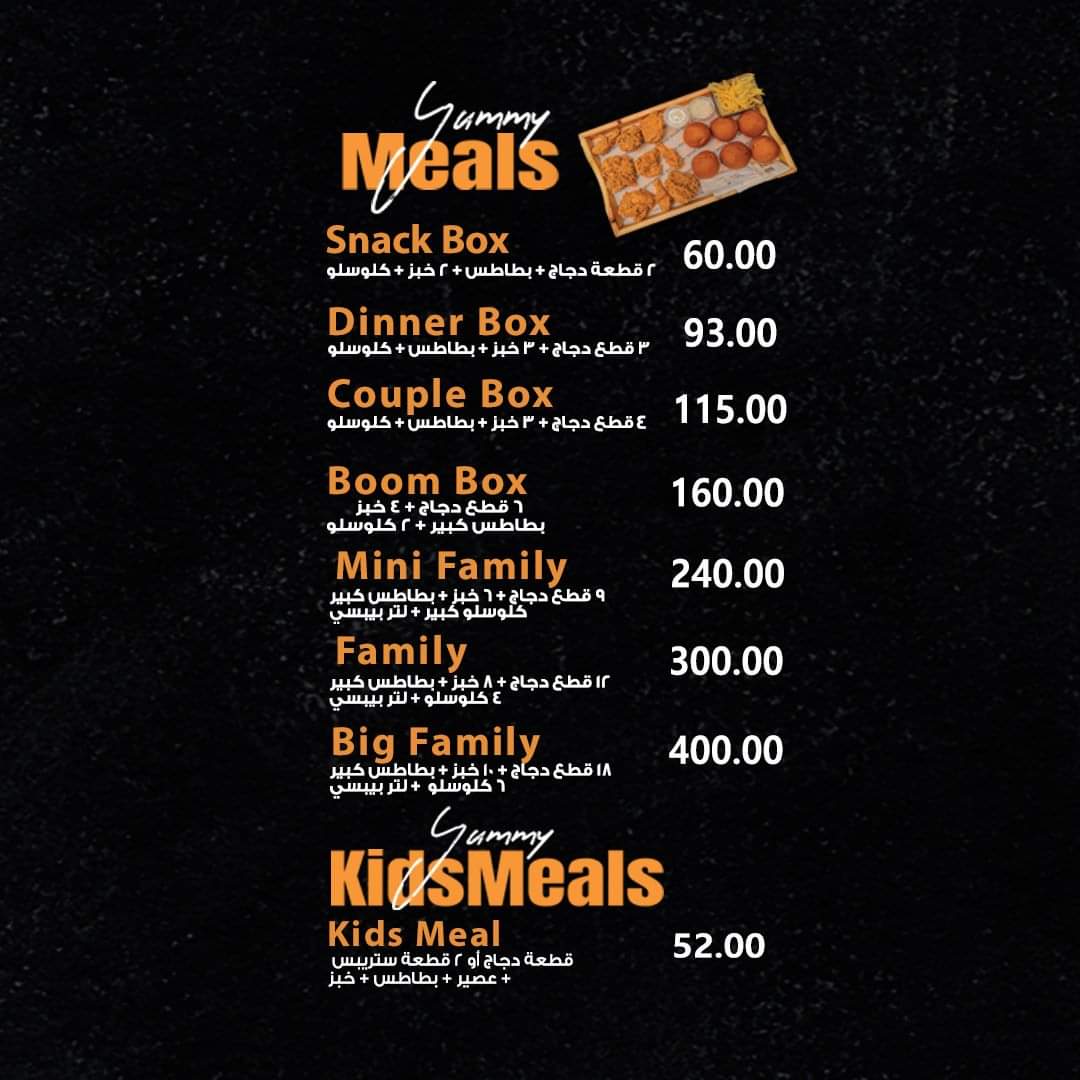 Yummy
Meals
Snack Box
٢ قطعة دجاج + بطاطس + ٢ خبز + كلوسلو
60.00
Dinner Box
٣ قطع دجاج + ٣ خبز + بطاطس + كلوسلو
93.00
Couple Box
٤ قطع دجاج + ٣ خبز + بطاطس + كلوسلو
115.00
Boom Box
٦ قطع دجاج + ٤ خبز
بطاطس كبير + ٢ كلوسلو
160.00
Mini Family
٩ قطع دجاج + ٦ خبز + بطاطس كبير
كلوسلو كبير + لتر بيبسي
240.00
Family
١٢ قطع دجاج + ٨ خبز + بطاطس كبير
٤ كلوسلو + لتر بيبسي
300.00
Big Family
١٨ قطع دجاج + ١٠ خبز + بطاطس كبير
٦ كلوسلو + لتر بيبسي
400.00
Yummy
KidsMeals
Kids Meal
قطعة دجاج أو ٢ قطعة ستريبس
+ عصير + بطاطس + خبز
52.00